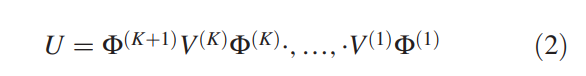 U = Φ^(K+1) V^(K) Φ^(K)·, …, ·V^(1) Φ^(1) (2)